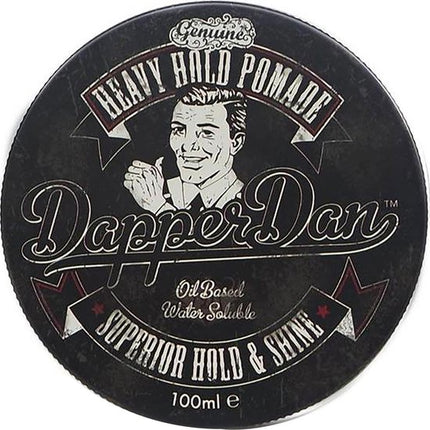 Genuine
HEAVY HOLD POMADE
Dapper Dan™
Oil Based
Water Soluble
SUPERIOR HOLD & SHINE
100ml ℮